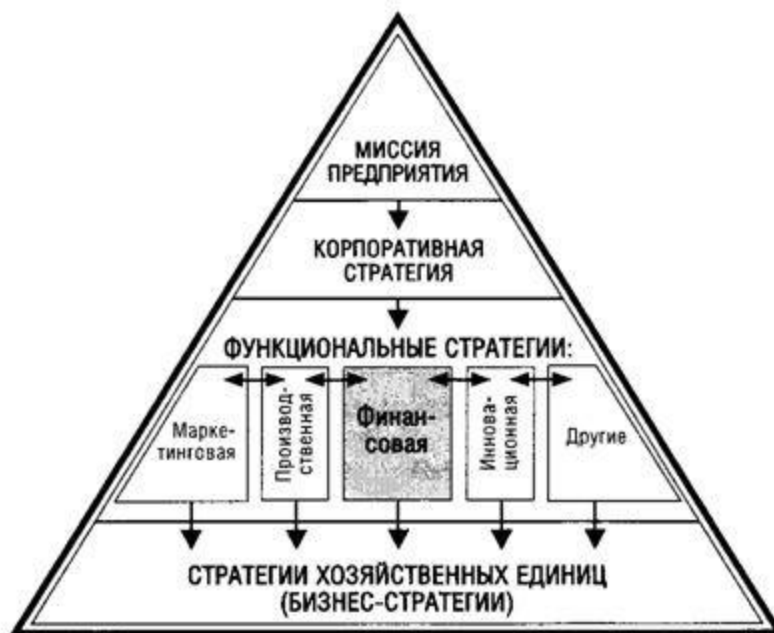 МИССИЯ
ПРЕДПРИЯТИЯ
КОРПОРАТИВНАЯ
СТРАТЕГИЯ
ФУНКЦИОНАЛЬНЫЕ СТРАТЕГИИ:
Марке-
тинговая
Производ-
ственная
Финан-
совая
Иннова-
ционная
Другие
СТРАТЕГИИ ХОЗЯЙСТВЕННЫХ ЕДИНИЦ
(БИЗНЕС-СТРАТЕГИИ)